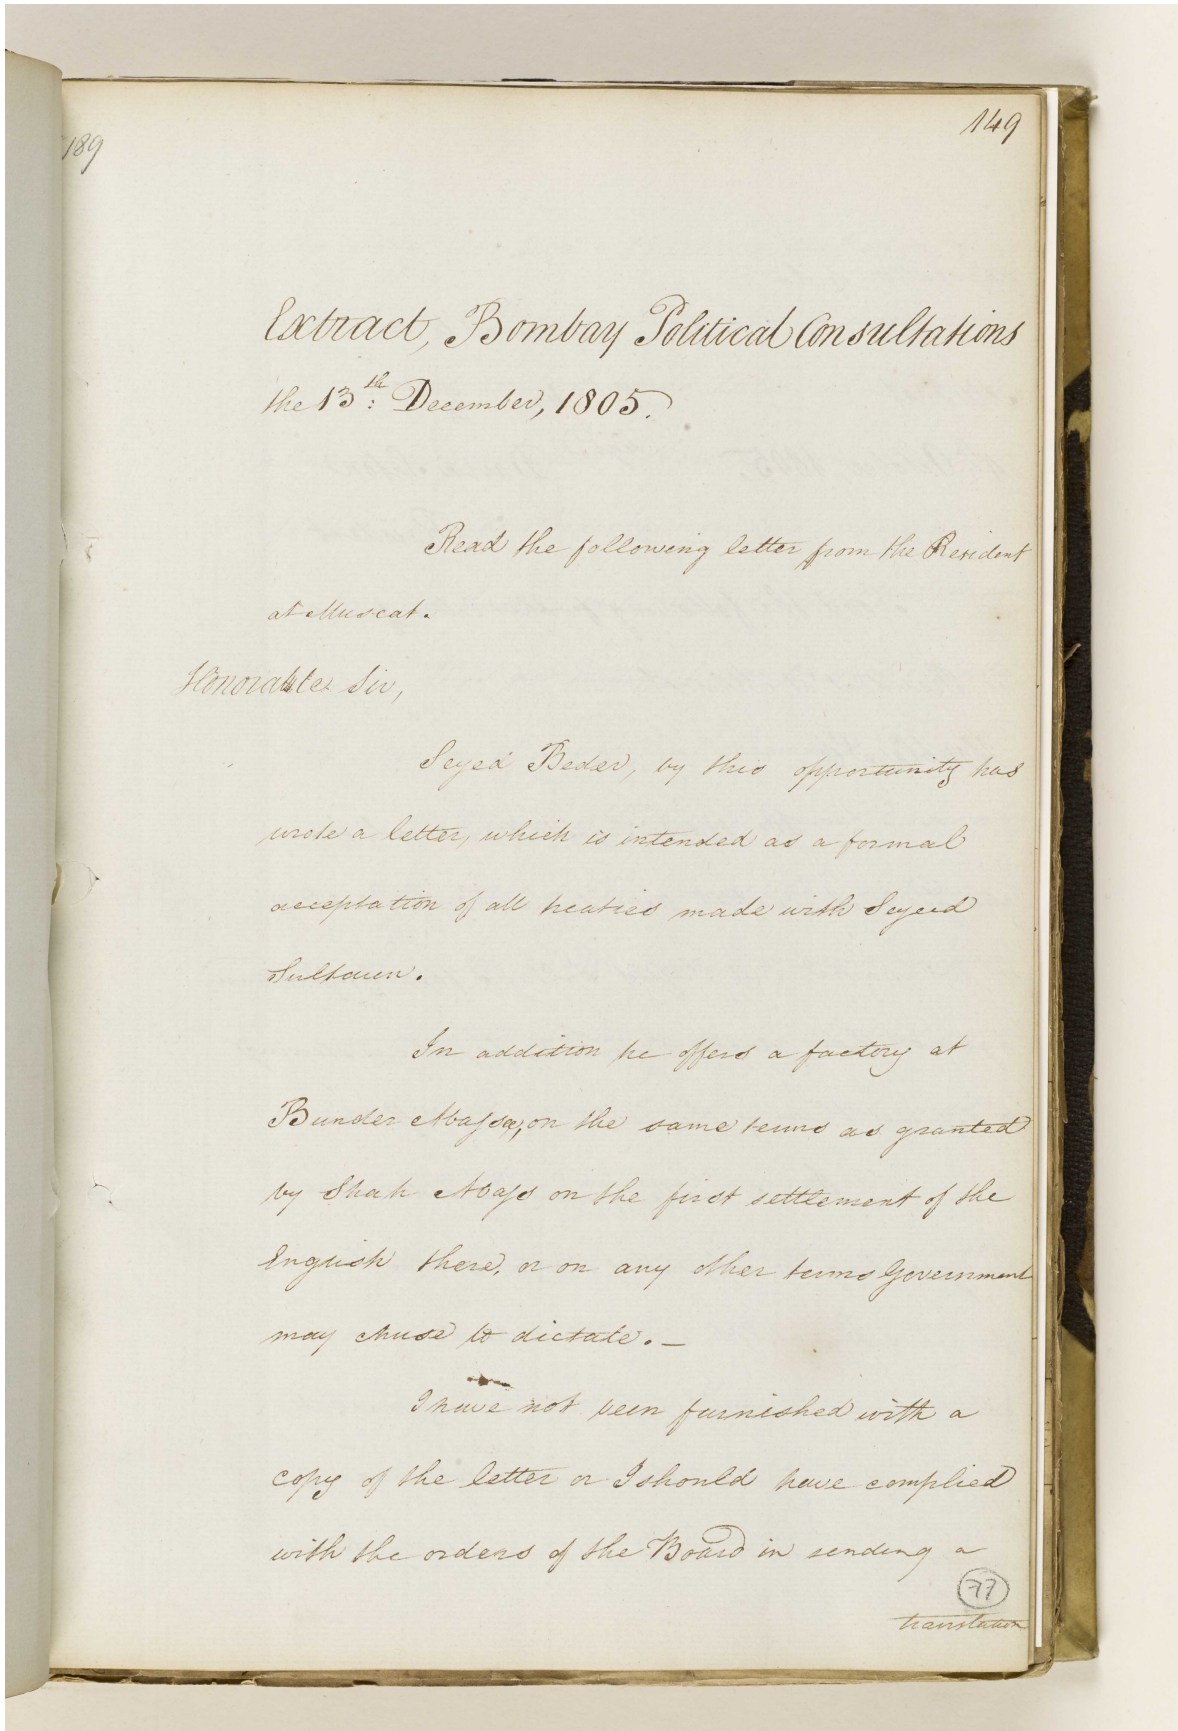 189
149
Extract, Bombay Political Consultations
the 13th: December, 1805.
Read the following letter from the Resident
at Muscat.
Honorable Sir,
Seyed Beder, by this opportunity has
wrote a letter, which is intended as a formal
acceptation of all treaties made with Seyeed
Sultaun.
In addition he offers a factory at
Bunder Abassee, on the same terms as granted
by Shah Abass on the first settlement of the
English there, or on any other terms Government
may chuse to dictate. _
I have not been furnished with a
copy of the letter or I should have complied
with the orders of the Board in sending a
77
translation